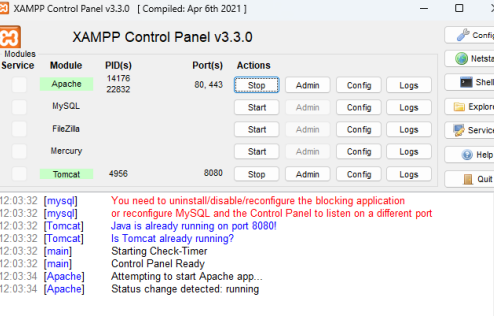 XAMPP Control Panel v3.3.0 [ Compiled: Apr 6th 2021 ]
XAMPP Control Panel v3.3.0
Config
Modules
Service Module PID(s) Port(s) Actions
Netsta
Apache 14176 22832 80, 443 Stop Admin Config Logs
Shell
MySQL Start Admin Config Logs
Explore
FileZilla Start Admin Config Logs
Service
Mercury Start Admin Config Logs
Help
Tomcat 4956 8080 Stop Admin Config Logs
Quit
12:03:32 [mysql] You need to uninstall/disable/reconfigure the blocking application
12:03:32 [mysql] or reconfigure MySQL and the Control Panel to listen on a different port
12:03:32 [Tomcat] Java is already running on port 8080!
12:03:32 [Tomcat] Is Tomcat already running?
12:03:32 [main] Starting Check-Timer
12:03:32 [main] Control Panel Ready
12:03:34 [Apache] Attempting to start Apache app...
12:03:34 [Apache] Status change detected: running